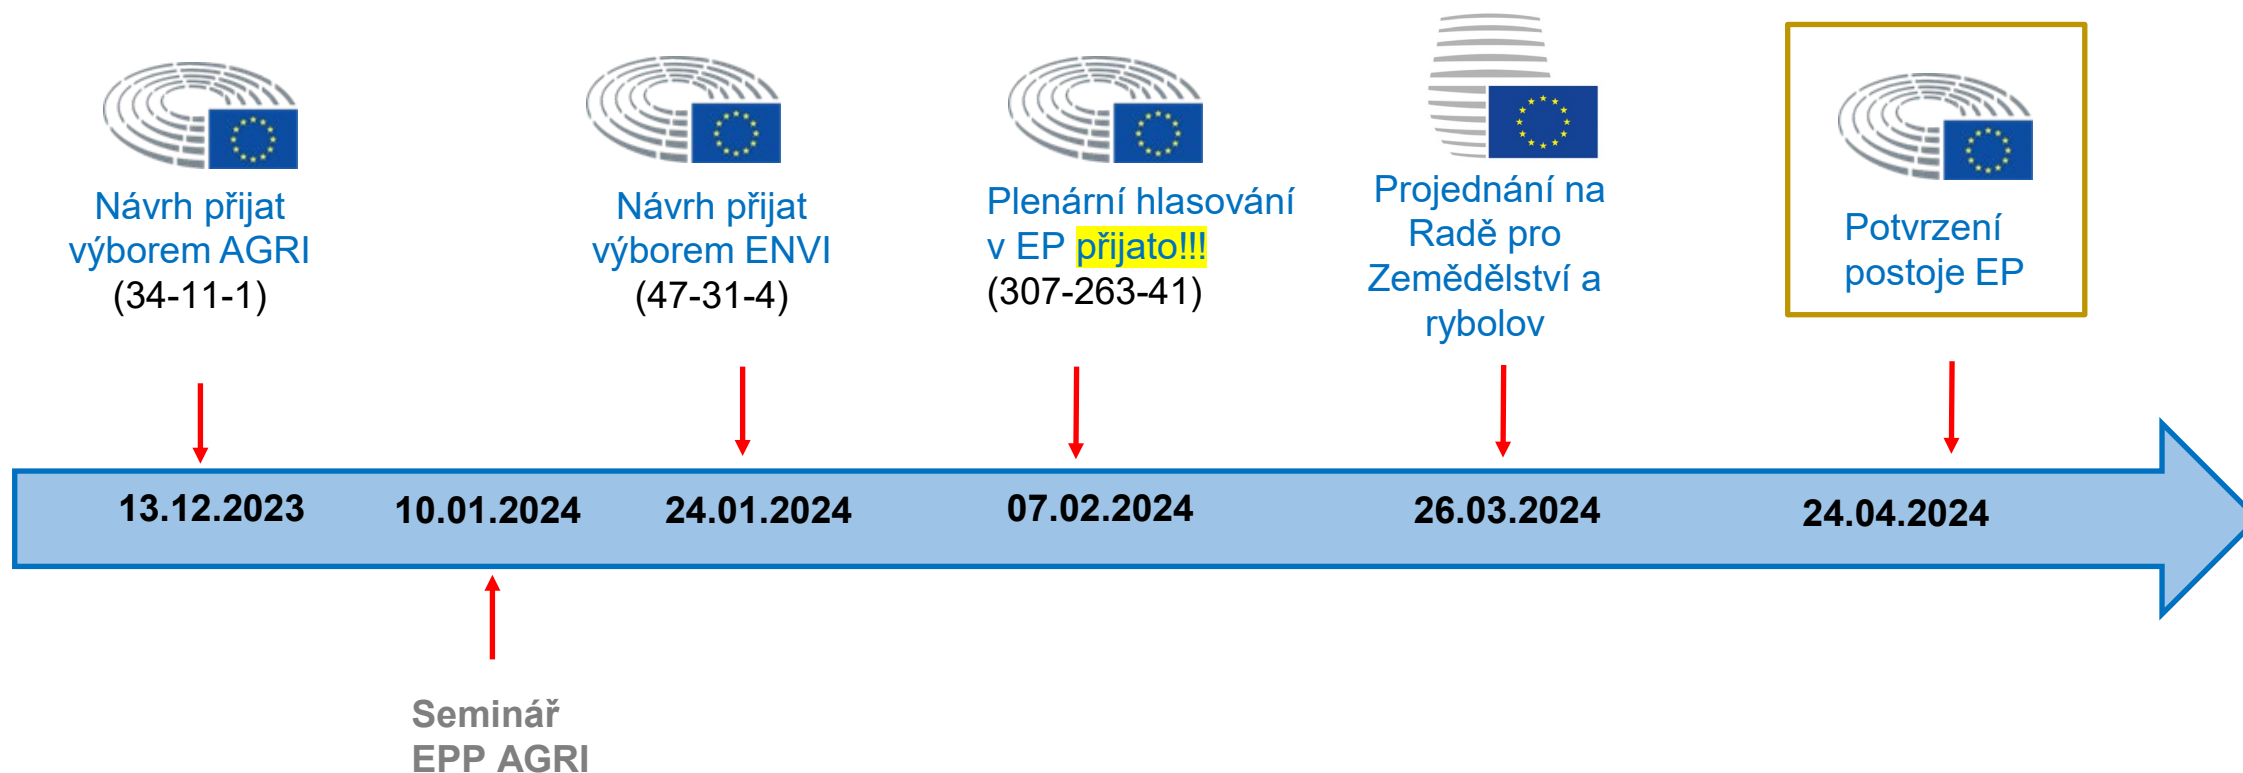 Návrh přijat
výborem AGRI
(34-11-1)
Návrh přijat
výborem ENVI
(47-31-4)
Plenární hlasování
v EP přijato!!!
(307-263-41)
Projednání na
Radě pro
Zemědělství a
rybolov
Potvrzení
postoje EP
13.12.2023
10.01.2024
24.01.2024
07.02.2024
26.03.2024
24.04.2024
Seminář
EPP AGRI